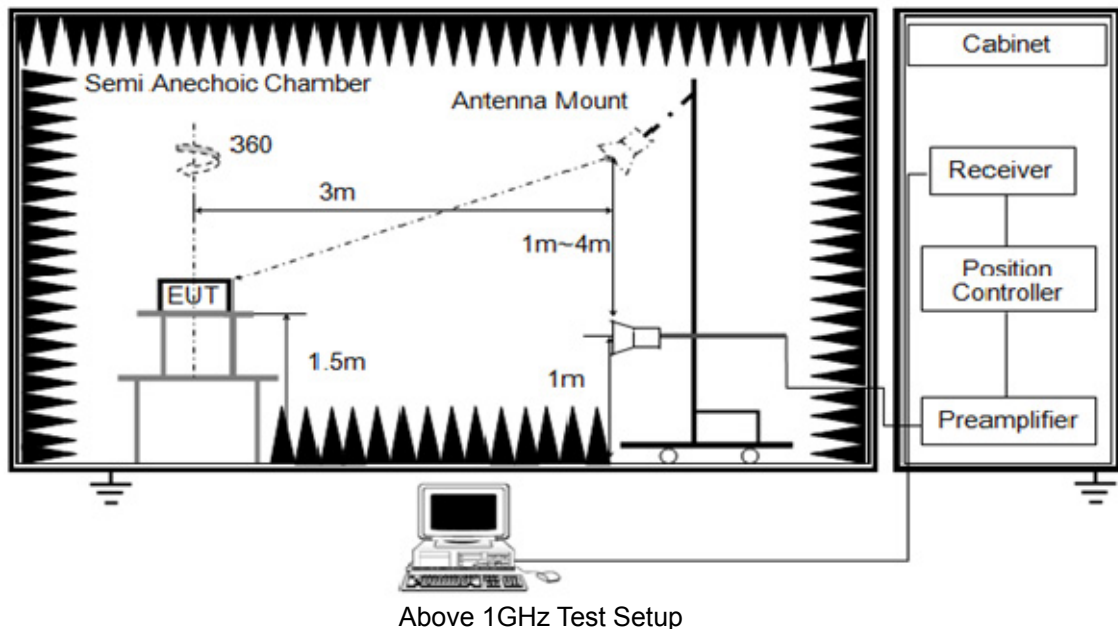 Cabinet
Semi Anechoic Chamber
Antenna Mount
360
3m
Receiver
1m~4m
EUT
Position
Controller
1.5m
1m
Preamplifier
Above 1GHz Test Setup